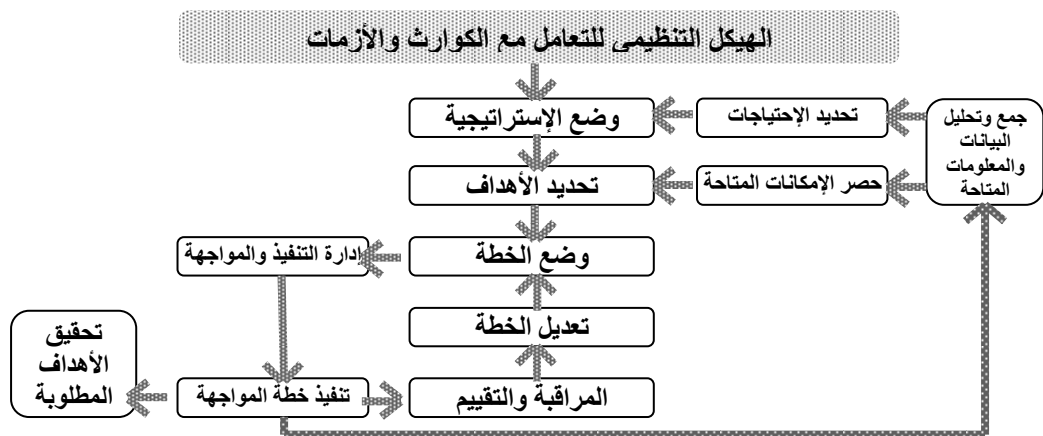 الهيكل التنظيمى للتعامل مع الكوارث والأزمات
وضع الإستراتيجية
تحديد الإحتياجات
جمع وتحليل
البيانات
والمعلومات
المتاحة
تحديد الأهداف
حصر الإمكانات المتاحة
وضع الخطة
إدارة التنفيذ والمواجهة
تعديل الخطة
تحقيق
الأهداف
المطلوبة
المراقبة والتقييم
تنفيذ خطة المواجهة